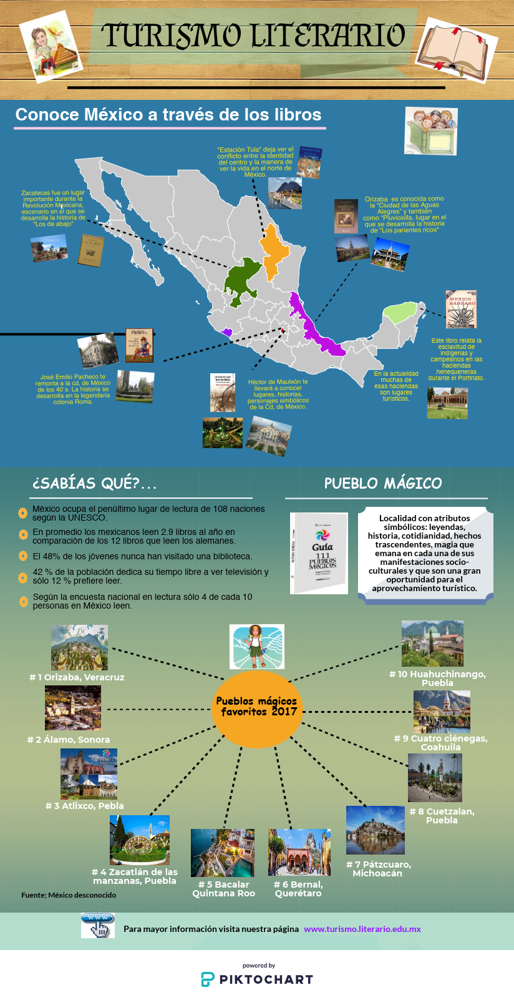 TURISMO LITERARIO
Conoce México a través de los libros
"Estación Tula" deja ver el
conflicto entre la identidad
del centro y la manera de
ver la vida en el norte de
México.
Zacatecas fue un lugar
importante durante la
Revolución Mexicana,
escenario en el que se
desarrolla la historia de
"Los de abajo"
Orizaba es conocida como
la "Ciudad de las Aguas
Alegres" y también
como "Pluviosilla, lugar en el
que se desarrolla la historia
de "Los parientes ricos"
MEXICO
BARBARO
Este libro relata la
esclavitud de
indígenas y
campesinos en las
haciendas
henequeneras
durante el Porfiriato.
En la actualidad
muchas de
esas haciendas
son lugares
turísticos.
PACHECO
José Emilio Pacheco te
remonta a la cd, de México
de los 40´s. La historia se
desarrolla en la legendaria
colonia Roma.
LA CIUDAD QUE
NOS INVENTA
Héctor de Mauleón te
llevará a conocer
lugares, historias,
personajes simbólicos
de la Cd, de México.
¿SABÍAS QUÉ?...
México ocupa el penúltimo lugar de lectura de 108 naciones
según la UNESCO.
En promedio los mexicanos leen 2.9 libros al año en
comparación de los 12 libros que leen los alemanes.
El 48% de los jóvenes nunca han visitado una biblioteca.
42 % de la población dedica su tiempo libre a ver televisión y
sólo 12 % prefiere leer.
Según la encuesta nacional en lectura sólo 4 de cada 10
personas en México leen.
PUEBLO MÁGICO
Guía
111
PUEBLOS
MÁGICOS
PUEBLOS MÁGICOS
Localidad con atributos
simbólicos: leyendas,
historia, cotidianidad, hechos
trascendentes, magia que
emana en cada una de sus
manifestaciones socio-
culturales y que son una gran
oportunidad para el
aprovechamiento turístico.
Pueblos mágicos
favoritos 2017
# 1 Orizaba, Veracruz
# 2 Álamo, Sonora
# 3 Atlixco, Pebla
# 4 Zacatlán de las
manzanas, Puebla
# 5 Bacalar
Quintana Roo
# 6 Bernal,
Querétaro
# 7 Pátzcuaro,
Michoacán
# 8 Cuetzalan,
Puebla
# 9 Cuatro ciénegas,
Coahuila
# 10 Huahuchinango,
Puebla
Fuente; México desconocido
WWW
Para mayor información visita nuestra página www.turismo.literario.edu.mx
powered by
PIKTOCHART